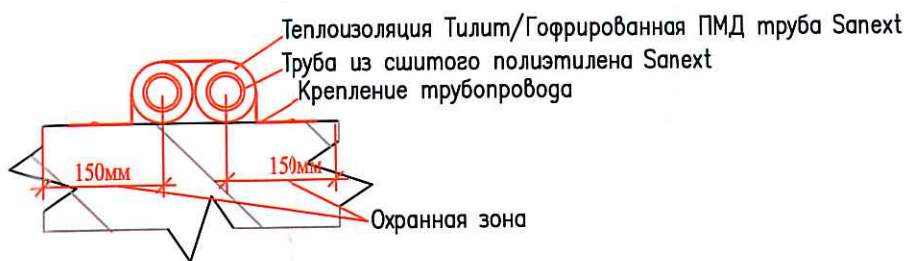 Теплоизоляция Тилит/Гофрированная ПМД труба Sanext
Труба из сшитого полиэтилена Sanext
Крепление трубопровода
150мм 150мм
Охранная зона